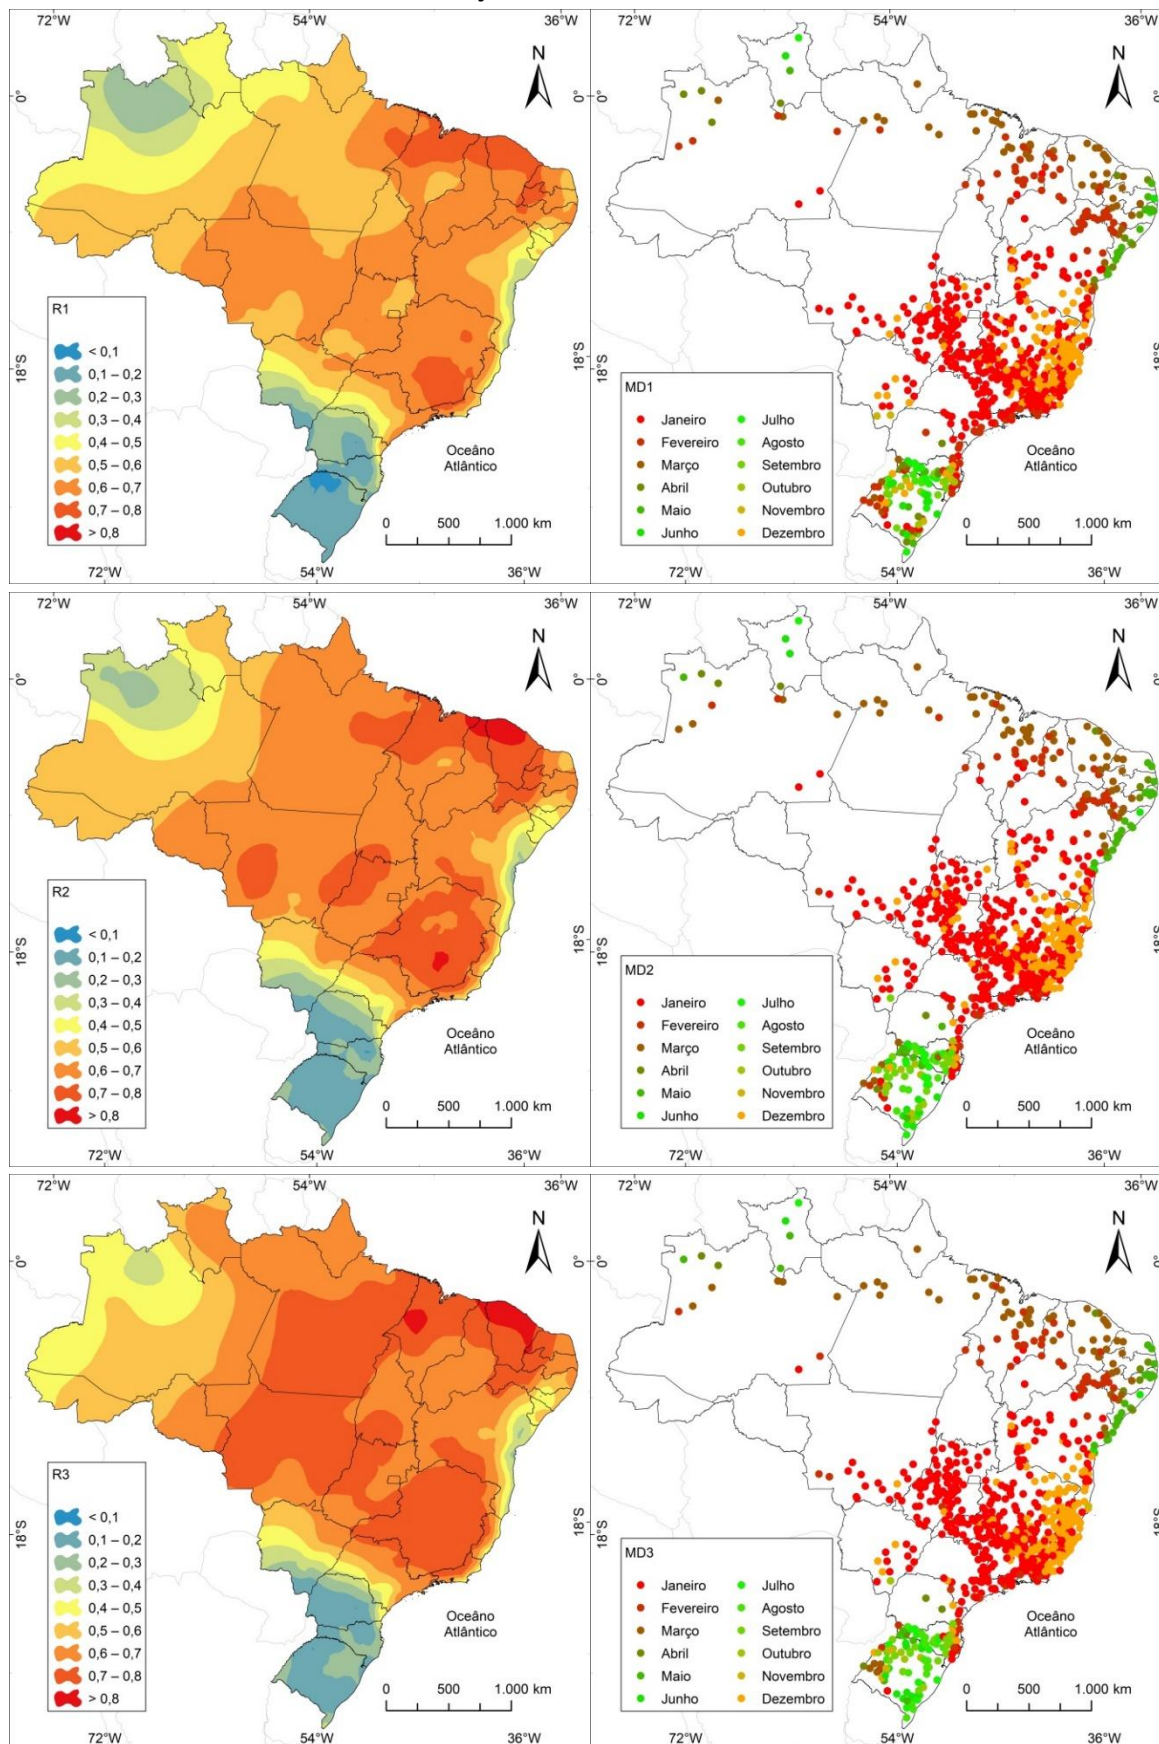 72°W 54°W 36°W
N
0°
18°S
R1
< 0,1
0,1 – 0,2
0,2 – 0,3
0,3 – 0,4
0,4 – 0,5
0,5 – 0,6
0,6 – 0,7
0,7 – 0,8
> 0,8
Oceâno
Atlântico
0 500 1.000 km
72°W 54°W 36°W
72°W 54°W 36°W
N
0°
0°
18°S
18°S
MD1
Janeiro Julho
Fevereiro Agosto
Março Setembro
Abril Outubro
Maio Novembro
Junho Dezembro
Oceâno
Atlântico
0 500 1.000 km
72°W 54°W 36°W
72°W 54°W 36°W
N
0°
18°S
R2
< 0,1
0,1 – 0,2
0,2 – 0,3
0,3 – 0,4
0,4 – 0,5
0,5 – 0,6
0,6 – 0,7
0,7 – 0,8
> 0,8
Oceâno
Atlântico
0 500 1.000 km
72°W 54°W 36°W
72°W 54°W 36°W
N
0°
0°
18°S
18°S
MD2
Janeiro Julho
Fevereiro Agosto
Março Setembro
Abril Outubro
Maio Novembro
Junho Dezembro
Oceâno
Atlântico
0 500 1.000 km
72°W 54°W 36°W
72°W 54°W 36°W
N
0°
18°S
R3
< 0,1
0,1 – 0,2
0,2 – 0,3
0,3 – 0,4
0,4 – 0,5
0,5 – 0,6
0,6 – 0,7
0,7 – 0,8
> 0,8
Oceâno
Atlântico
0 500 1.000 km
72°W 54°W 36°W
72°W 54°W 36°W
N
0°
0°
18°S
18°S
MD3
Janeiro Julho
Fevereiro Agosto
Março Setembro
Abril Outubro
Maio Novembro
Junho Dezembro
Oceâno
Atlântico
0 500 1.000 km
72°W 54°W 36°W